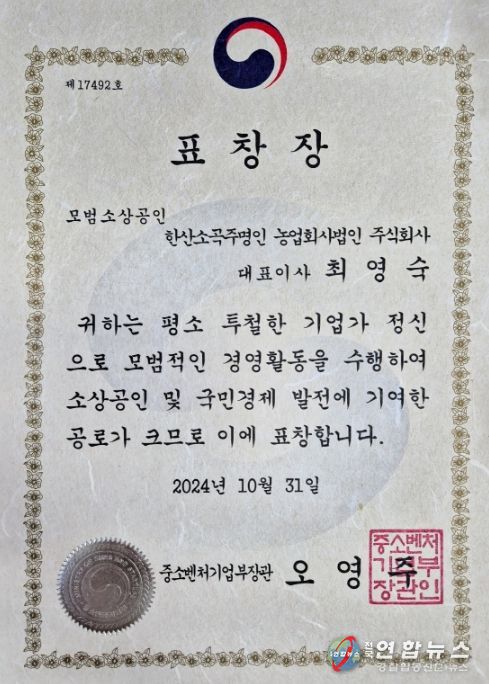 제17492호
표창장
모범소상공인
한산소곡주명인 농업회사법인 주식회사
대표이사 최영숙
귀하는 평소 투철한 기업가 정신
으로 모범적인 경영활동을 수행하여
소상공인 및 국민경제 발전에 기여한
공로가 크므로 이에 표창합니다.
2024년 10월 31일
중소벤처기업부장관 오영주
중소벤처
기업부
장관인
전국연합뉴스